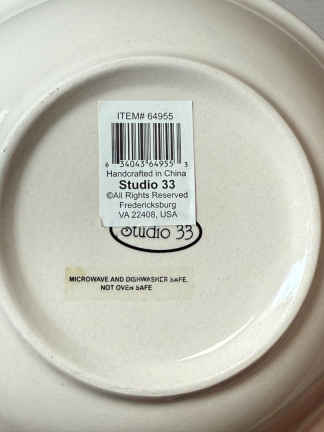 ITEM# 64955
6 34043 64955 3
Handcrafted in China
Studio 33
©All Rights Reserved
Fredericksburg
VA 22408, USA
Studio 33
MICROWAVE AND DISHWASHER SAFE.
NOT OVEN SAFE